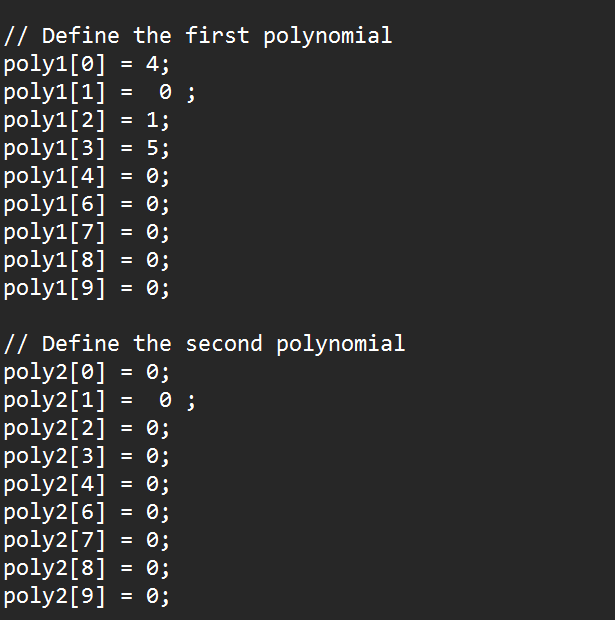 // Define the first polynomial
poly1[0] = 4;
poly1[1] =  0 ;
poly1[2] = 1;
poly1[3] = 5;
poly1[4] = 0;
poly1[6] = 0;
poly1[7] = 0;
poly1[8] = 0;
poly1[9] = 0;

// Define the second polynomial
poly2[0] = 0;
poly2[1] =  0 ;
poly2[2] = 0;
poly2[3] = 0;
poly2[4] = 0;
poly2[6] = 0;
poly2[7] = 0;
poly2[8] = 0;
poly2[9] = 0;